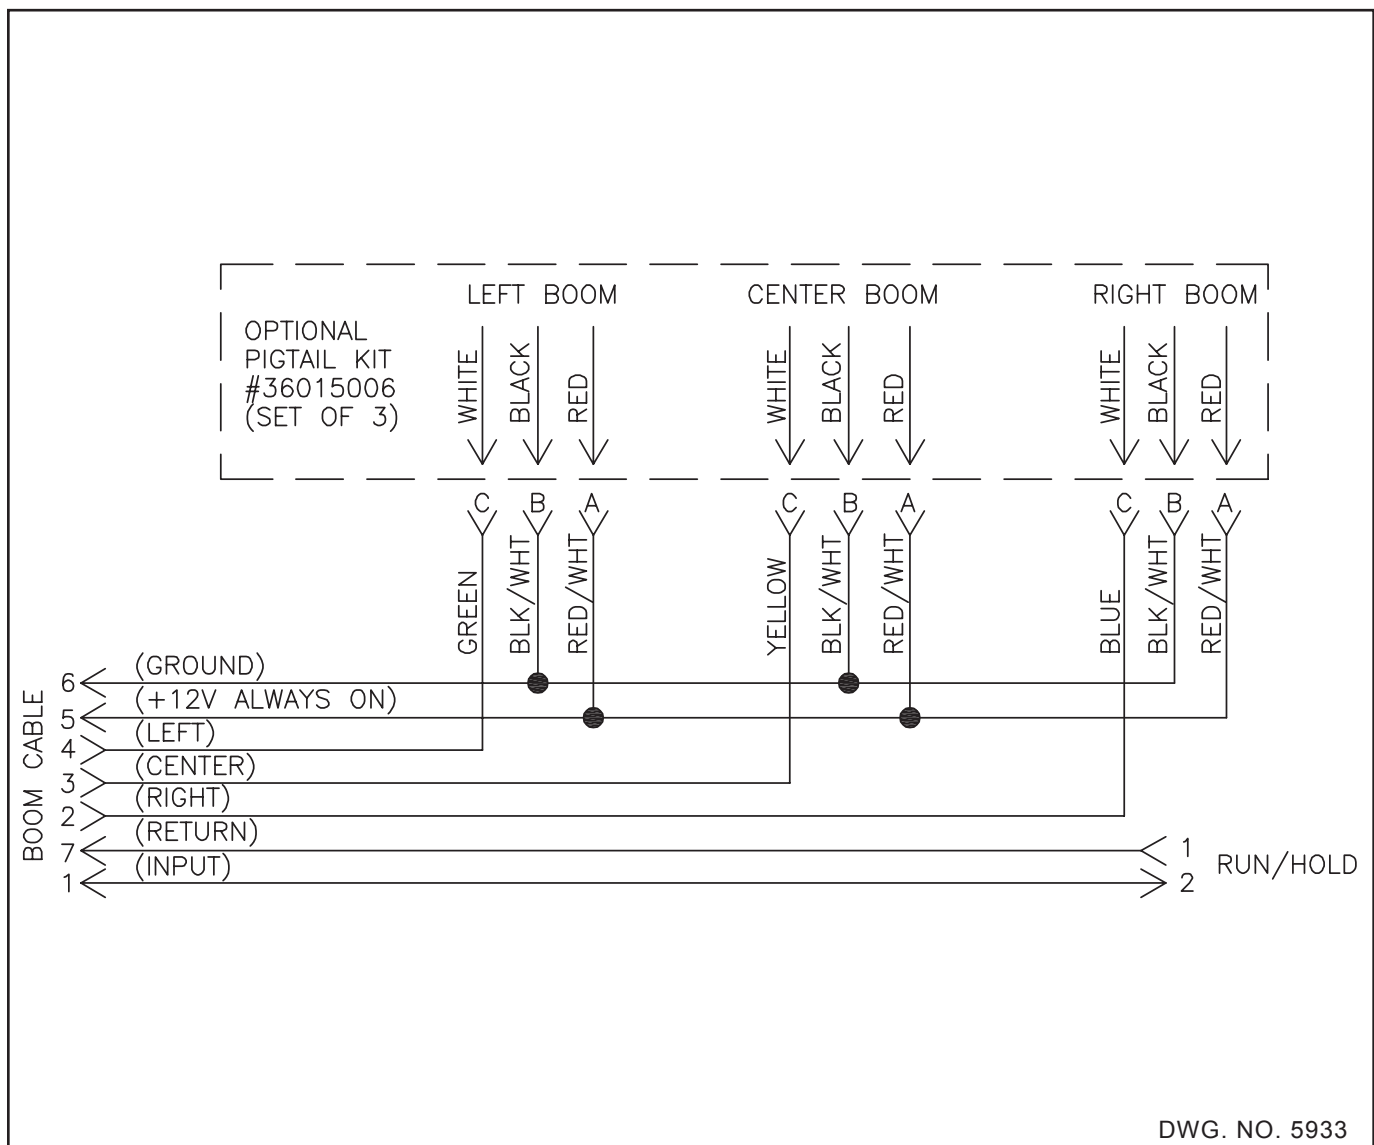 LEFT BOOM
CENTER BOOM
RIGHT BOOM
OPTIONAL
PIGTAIL KIT
#36015006
(SET OF 3)
WHITE
BLACK
RED
WHITE
BLACK
RED
WHITE
BLACK
RED
C B A
C B A
C B A
GREEN
BLK/WHT
RED/WHT
YELLOW
BLK/WHT
RED/WHT
BLUE
BLK/WHT
RED/WHT
BOOM CABLE
6 (GROUND)
5 (+12V ALWAYS ON)
4 (LEFT)
3 (CENTER)
2 (RIGHT)
7 (RETURN) 1
1 (INPUT) 2
RUN/HOLD
DWG. NO. 5933